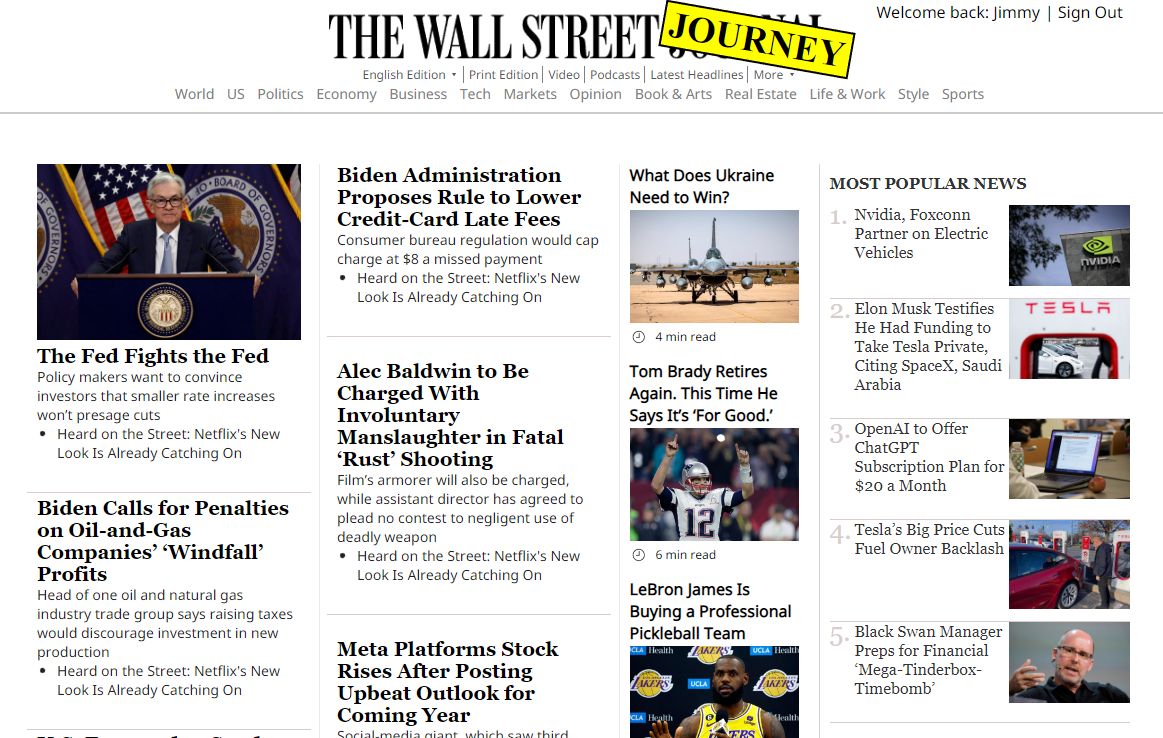 THE WALL STREET
JOURNEY
Welcome back: Jimmy | Sign Out
English Edition ▾ | Print Edition | Video | Podcasts | Latest Headlines | More ▾
World US Politics Economy Business Tech Markets Opinion Book & Arts Real Estate Life & Work Style Sports
The Fed Fights the Fed
Policy makers want to convince
investors that smaller rate increases
won’t presage cuts
• Heard on the Street: Netflix's New
Look Is Already Catching On
Biden Calls for Penalties
on Oil-and-Gas
Companies’ ‘Windfall’
Profits
Head of one oil and natural gas
industry trade group says raising taxes
would discourage investment in new
production
• Heard on the Street: Netflix's New
Look Is Already Catching On
Biden Administration
Proposes Rule to Lower
Credit-Card Late Fees
Consumer bureau regulation would cap
charge at $8 a missed payment
• Heard on the Street: Netflix's New
Look Is Already Catching On
Alec Baldwin to Be
Charged With
Involuntary
Manslaughter in Fatal
‘Rust’ Shooting
Film’s armorer will also be charged,
while assistant director has agreed to
plead no contest to negligent use of
deadly weapon
• Heard on the Street: Netflix's New
Look Is Already Catching On
Meta Platforms Stock
Rises After Posting
Upbeat Outlook for
Coming Year
Social-media giant, which saw third
What Does Ukraine
Need to Win?
4 min read
Tom Brady Retires
Again. This Time He
Says It’s ‘For Good.’
12
6 min read
LeBron James Is
Buying a Professional
Pickleball Team
UCLA Health
LAKERS
UCLA
LAKERS
LAKERS
Health
MOST POPULAR NEWS
1. Nvidia, Foxconn
Partner on Electric
Vehicles
NVIDIA
2. Elon Musk Testifies
He Had Funding to
Take Tesla Private,
Citing SpaceX, Saudi
Arabia
TESLA
3. OpenAI to Offer
ChatGPT
Subscription Plan for
$20 a Month
4. Tesla’s Big Price Cuts
Fuel Owner Backlash
5. Black Swan Manager
Preps for Financial
‘Mega-Tinderbox-
Timebomb’